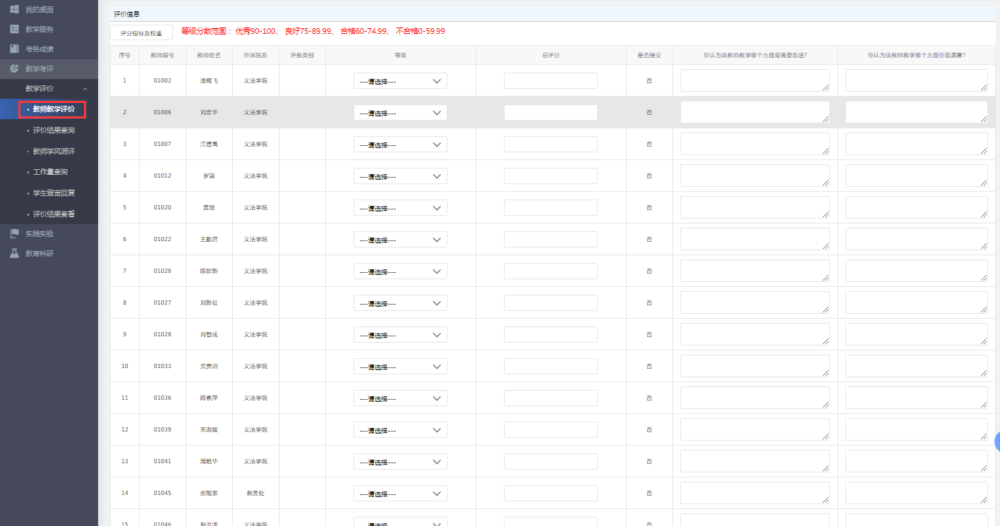 我的桌面
教学服务
考务成绩
教学考评
教学评价
· 教师教学评价
· 评价结果查询
· 教师学风测评
· 工作量查询
· 学生留言回复
· 评价结果查看
实践实验
教育科研
评价信息
评分指标及权重 等级分数范围： 优秀90-100、 良好75-89.99、 合格60-74.99、 不合格0-59.99
序号 教师编号 教师姓名 所属院系 评教类别 等级 总评分 是否提交 你认为该教师教学哪个方面最需要改进? 你认为该教师教学哪个方面你最满意?
1 01002 潘雁飞 文法学院 ---请选择--- 否
2 01006 刘忠华 文法学院 ---请选择--- 否
3 01007 江建高 文法学院 ---请选择--- 否
4 01012 罗 文法学院 ---请选择--- 否
5 01020 黄丽 文法学院 ---请选择--- 否
6 01022 王勤滨 文法学院 ---请选择--- 否
7 01026 陈如新 文法学院 ---请选择--- 否
8 01027 刘新征 文法学院 ---请选择--- 否
9 01028 肖智成 文法学院 ---请选择--- 否
10 01033 贡贵训 文法学院 ---请选择--- 否
11 01036 陈素萍 文法学院 ---请选择--- 否
12 01039 宋淑媛 文法学院 ---请选择--- 否
13 01041 周艳华 文法学院 ---请选择--- 否
14 01045 张能泉 教务处 ---请选择--- 否
15 01046 赵洪涛 文法学院 ---请选择--- 否